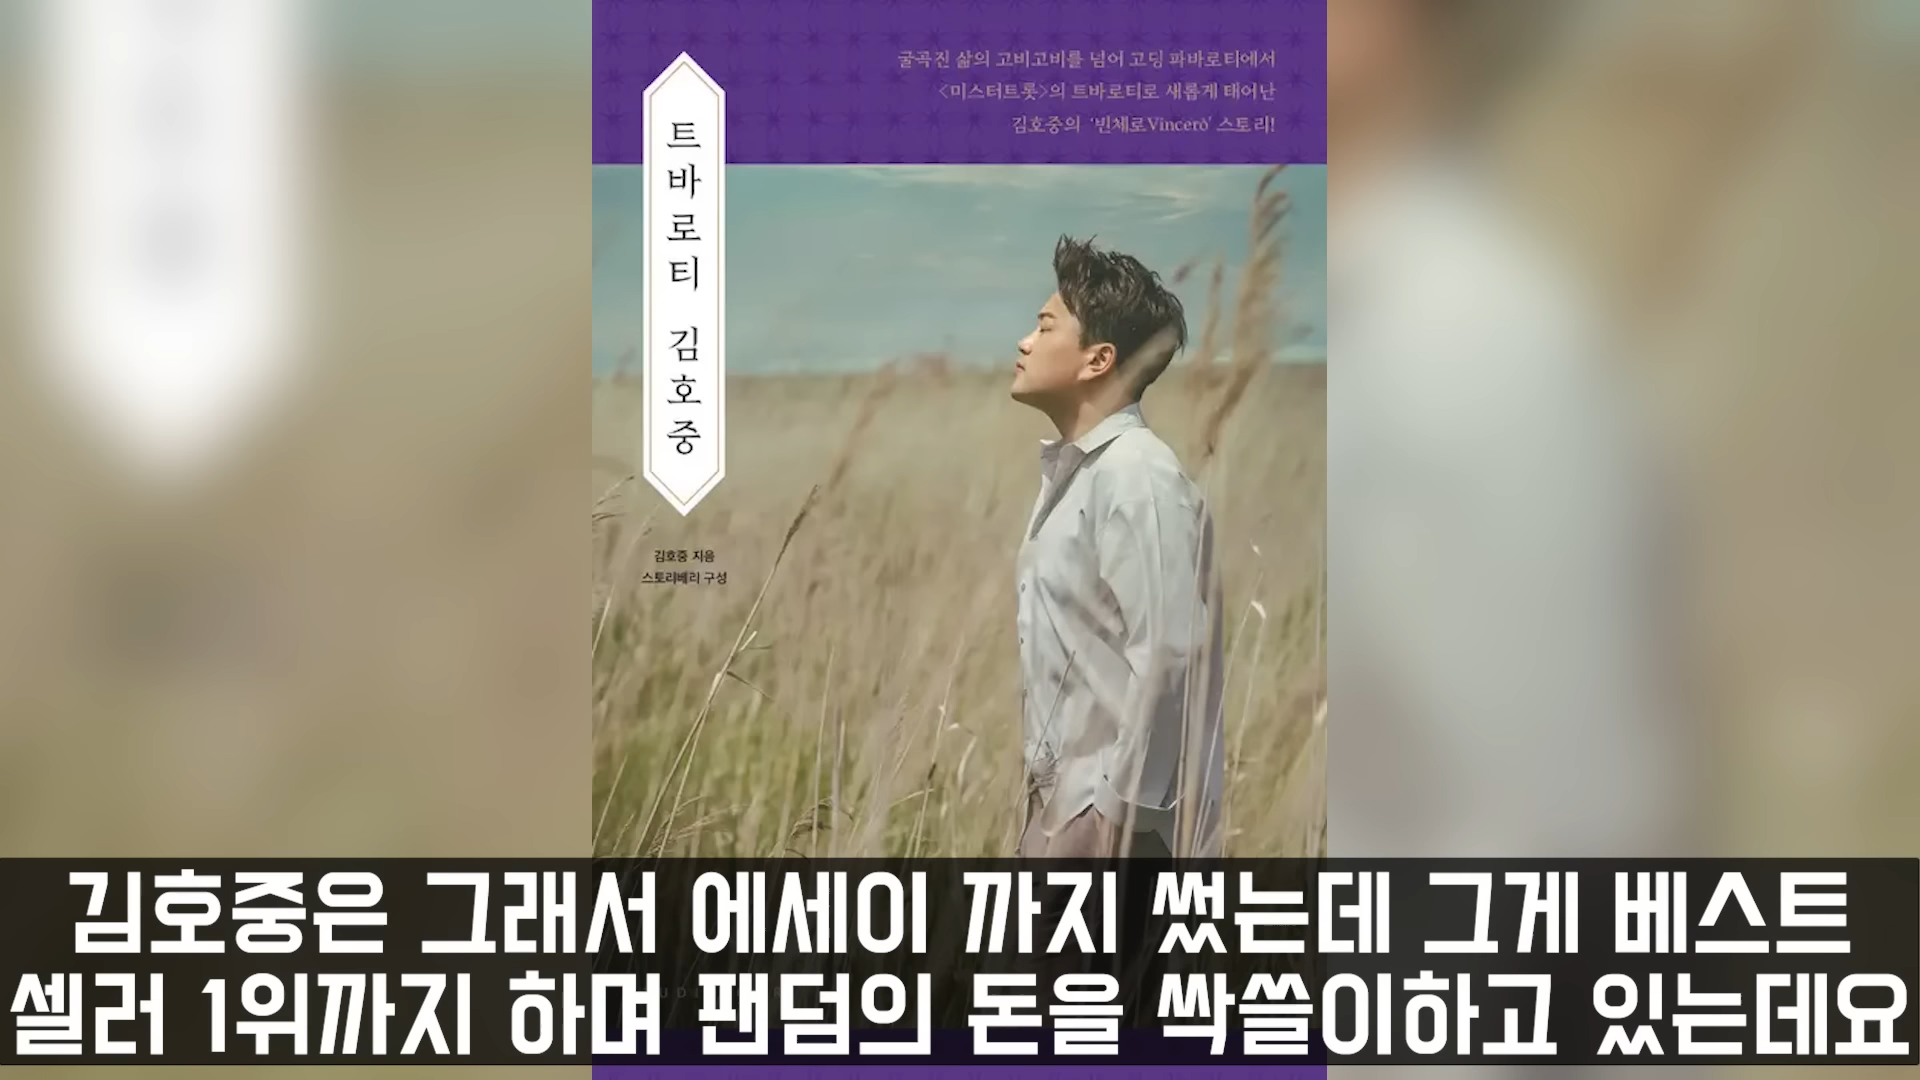 굴곡진 삶의 고비고비를 넘어 고딩 파바로티에서
<미스터트롯>의 트바로티로 새롭게 태어난
김호중의 '빈체로Vincerò' 스토리!
트바로티 김호중
김호중 지음
스토리베리 구성
김호중은 그래서 에세이 까지 썼는데 그게 베스트
셀러 1위까지 하며 팬덤의 돈을 싹쓸이하고 있는데요